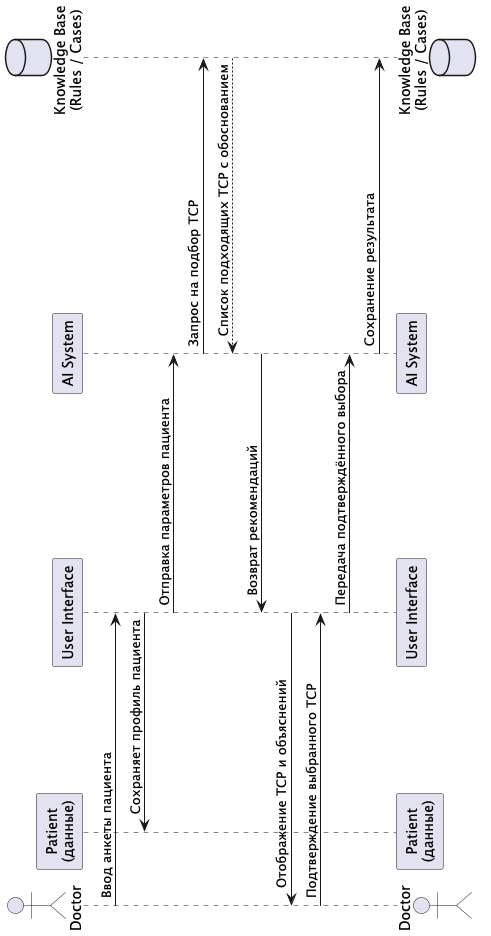 Doctor
Patient
(данные)
User Interface
AI System
Knowledge Base
(Rules / Cases)
Ввод анкеты пациента
Сохраняет профиль пациента
Отправка параметров пациента
Запрос на подбор ТСР
Список подходящих ТСР с обоснованием
Возврат рекомендаций
Отображение ТСР и объяснений
Подтверждение выбранного ТСР
Передача подтверждённого выбора
Сохранение результата
Doctor
Patient
(данные)
User Interface
AI System
Knowledge Base
(Rules / Cases)